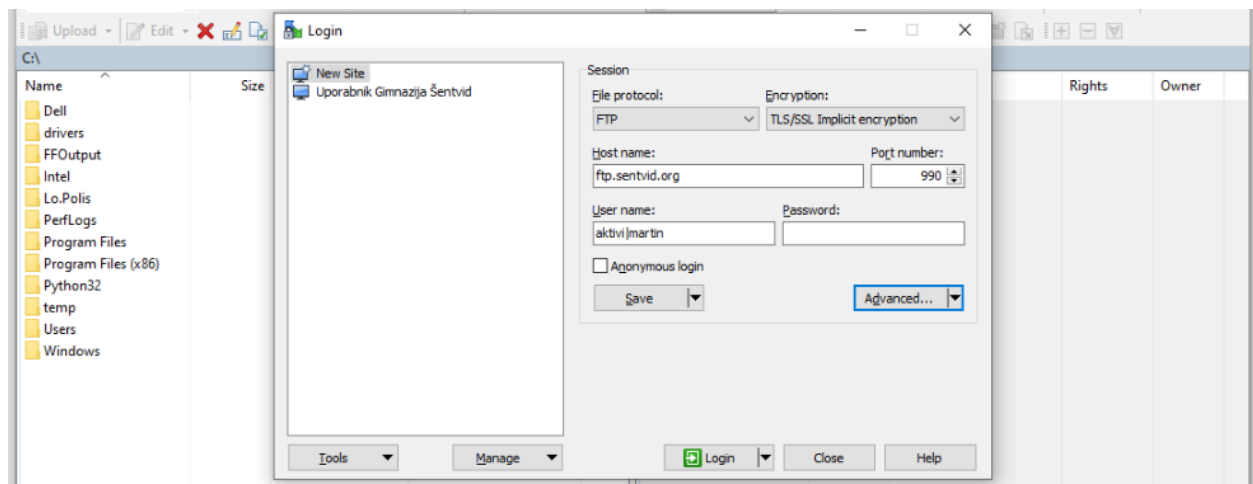 Upload Edit
Login
C:\
Name Size
Rights Owner
Dell
drivers
FFOutput
Intel
Lo.Polis
PerfLogs
Program Files
Program Files (x86)
Python32
temp
Users
Windows
New Site
Uporabnik Gimnazija Šentvid
Session
File protocol: Encryption:
FTP TLS/SSL Implicit encryption
Host name: Port number:
ftp.sentvid.org 990
User name: Password:
aktivi|martin
Anonymous login
Save Advanced...
Tools Manage Login Close Help